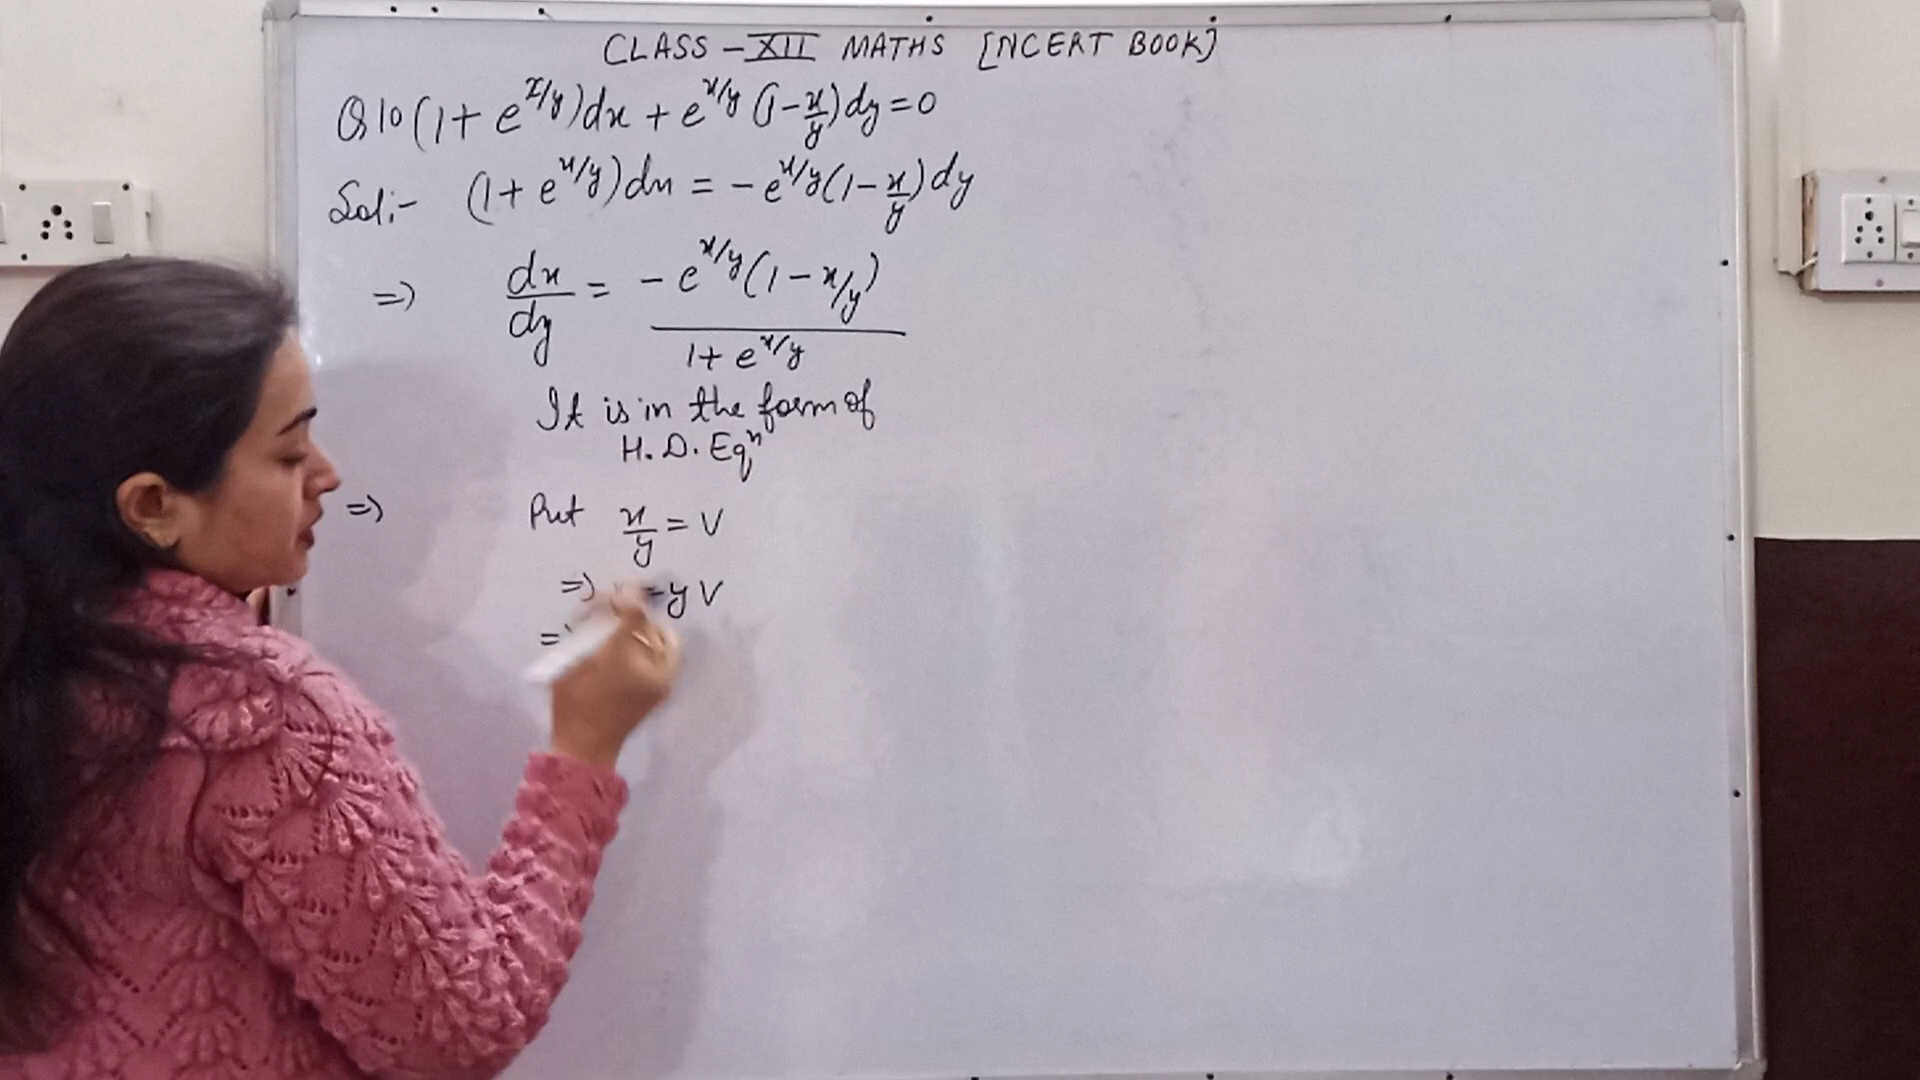 CLASS - XII MATHS [NCERT BOOK]
Q10 (1 + e^{x/y}) dx + e^{x/y} (1 - x/y) dy = 0
Sol:- (1 + e^{x/y}) dx = - e^{x/y} (1 - x/y) dy
=> dx/dy = - e^{x/y} (1 - x/y) / 1 + e^{x/y}
It is in the form of
H. D. Eq^n
=> Put x/y = v
=> = y v
=